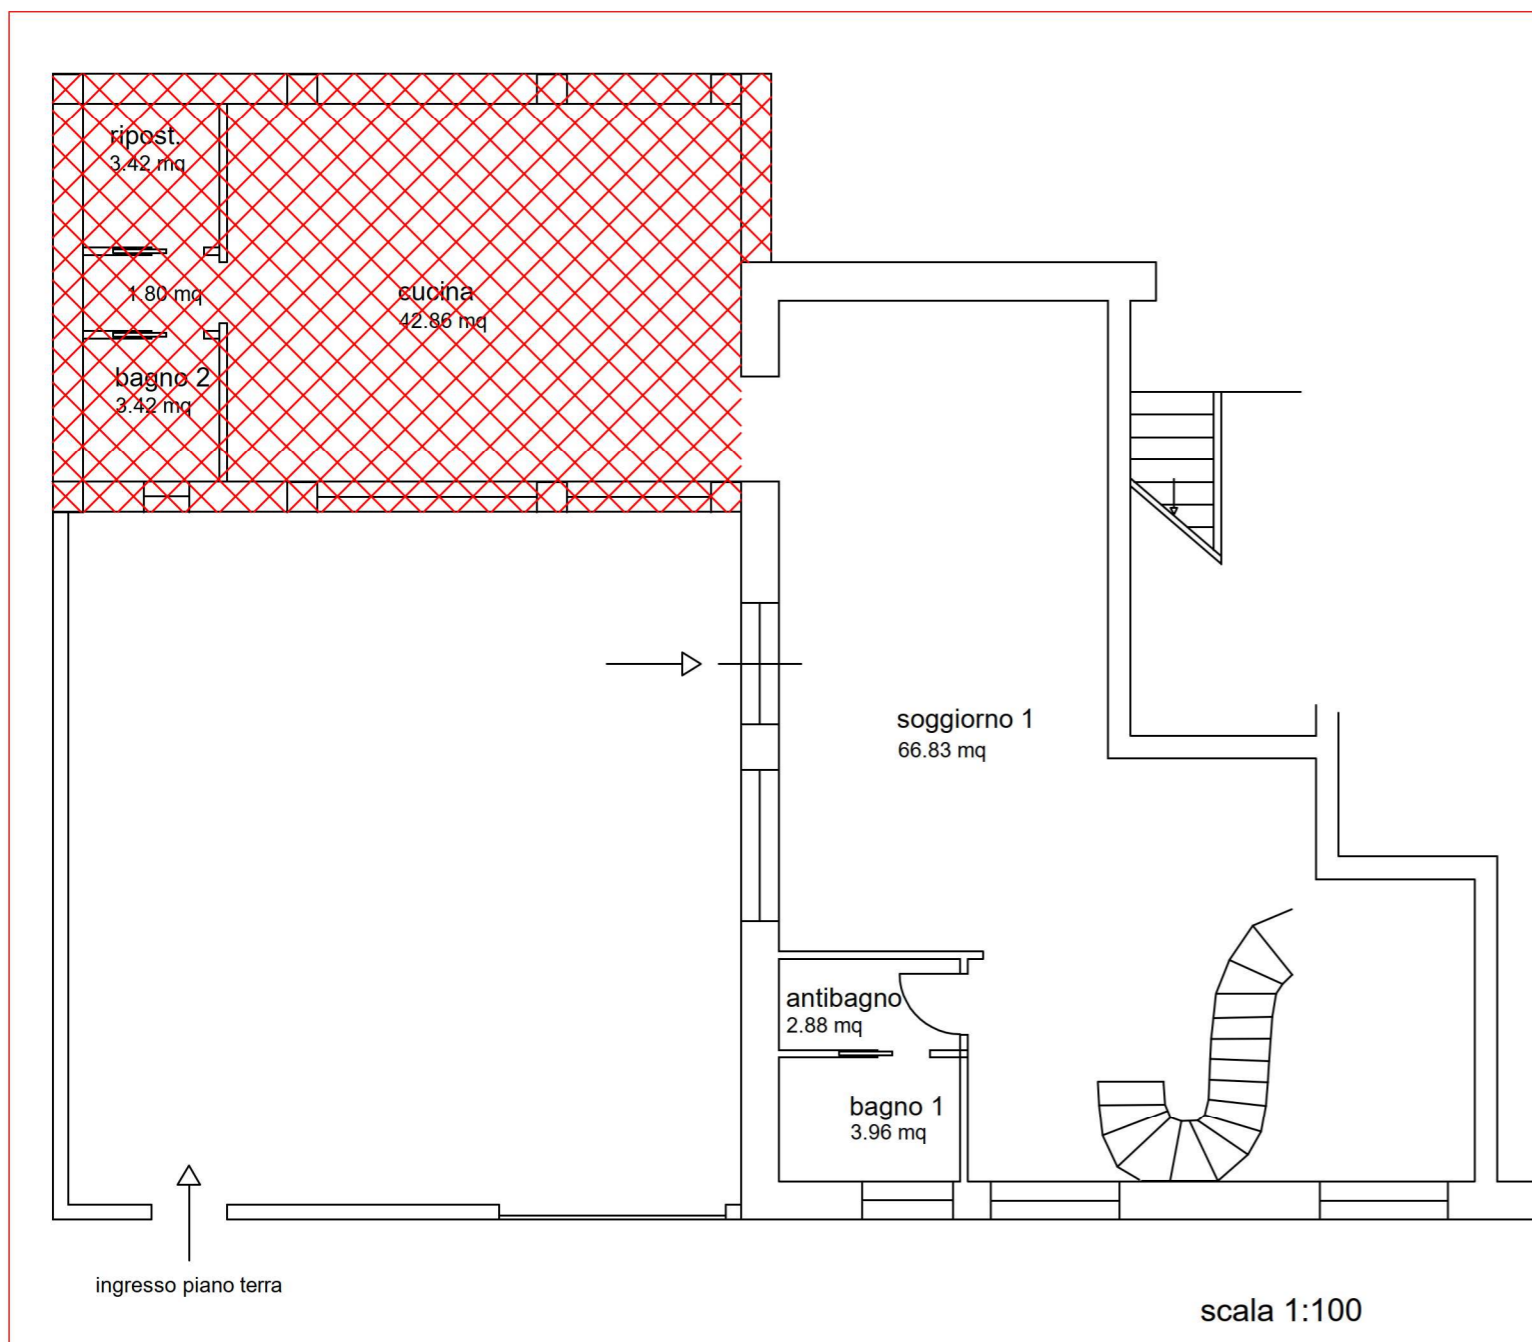 ripost.
3.42 mq
1.80 mq
cucina
42.86 mq
bagno 2
3.42 mq
soggiorno 1
66.83 mq
antibagno
2.88 mq
bagno 1
3.96 mq
ingresso piano terra
scala 1:100